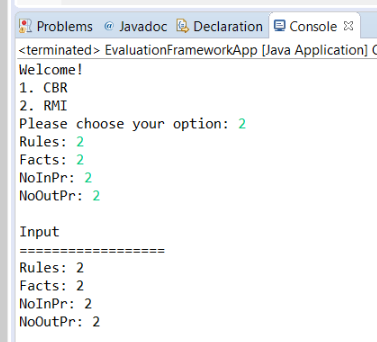 Problems @ Javadoc Declaration Console
<terminated> EvaluationFrameworkApp [Java Application]
Welcome!
1. CBR
2. RMI
Please choose your option: 2
Rules: 2
Facts: 2
NoInPr: 2
NoOutPr: 2
Input
==================
Rules: 2
Facts: 2
NoInPr: 2
NoOutPr: 2